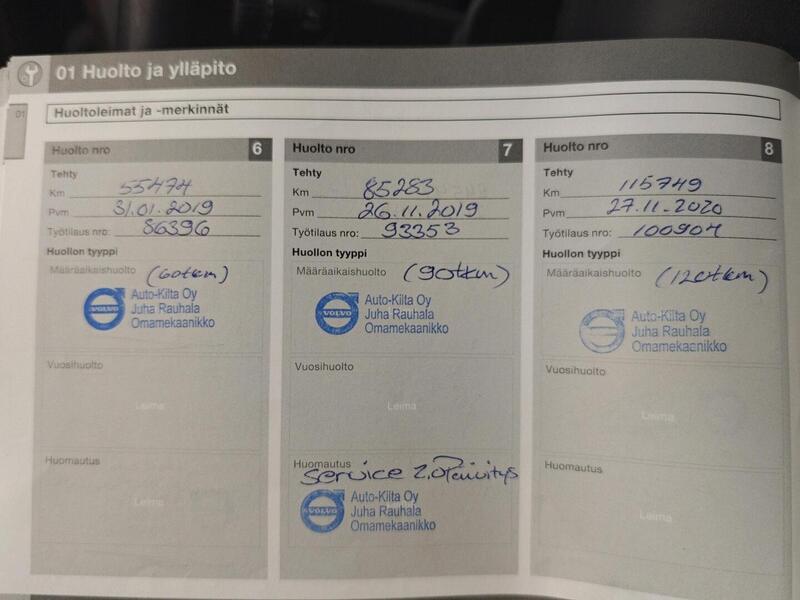 01 Huolto ja ylläpito
01
Huoltoleimat ja -merkinnät
Huolto nro 6
Tehty
Km 55474
Pvm 31.01.2019
Työtilaus nro: 86396
Huollon tyyppi
Määräaikaishuolto (60tkm)
VOLVO
Auto-Kilta Oy
Juha Rauhala
Omamekaanikko
Vuosihuolto
Leima
Huomautus
Leima
Huolto nro 7
Tehty
Km 85283
Pvm 26.11.2019
Työtilaus nro: 93353
Huollon tyyppi
Määräaikaishuolto (90tkm)
VOLVO
Auto-Kilta Oy
Juha Rauhala
Omamekaanikko
Vuosihuolto
Leima
Huomautus
Service 2.0 Päivitys
VOLVO
Auto-Kilta Oy
Juha Rauhala
Omamekaanikko
Huolto nro 8
Tehty
Km 115749
Pvm 27.11.2020
Työtilaus nro: 100904
Huollon tyyppi
Määräaikaishuolto (120tkm)
Auto-Kilta Oy
Juha Rauhala
Omamekaanikko
Vuosihuolto
Leima
Huomautus
Leima